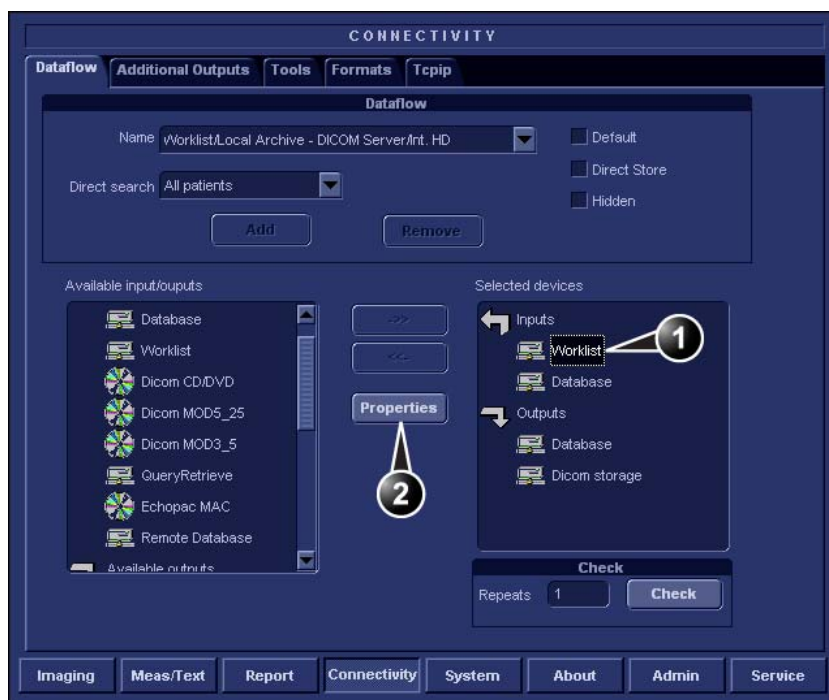 CONNECTIVITY
Dataflow Additional Outputs Tools Formats Tcpip
Dataflow
Name Worklist/Local Archive - DICOM Server/Int. HD
Default
Direct Store
Direct search All patients
Hidden
Add Remove
Available input/ouputs
Database
Worklist
Dicom CD/DVD
Dicom MOD5_25
Dicom MOD3_5
QueryRetrieve
Echopac MAC
Remote Database
Available outputs
->>
<<-
Properties
2
Selected devices
Inputs
Worklist 1
Database
Outputs
Database
Dicom storage
Check
Repeats 1 Check
Imaging Meas/Text Report Connectivity System About Admin Service